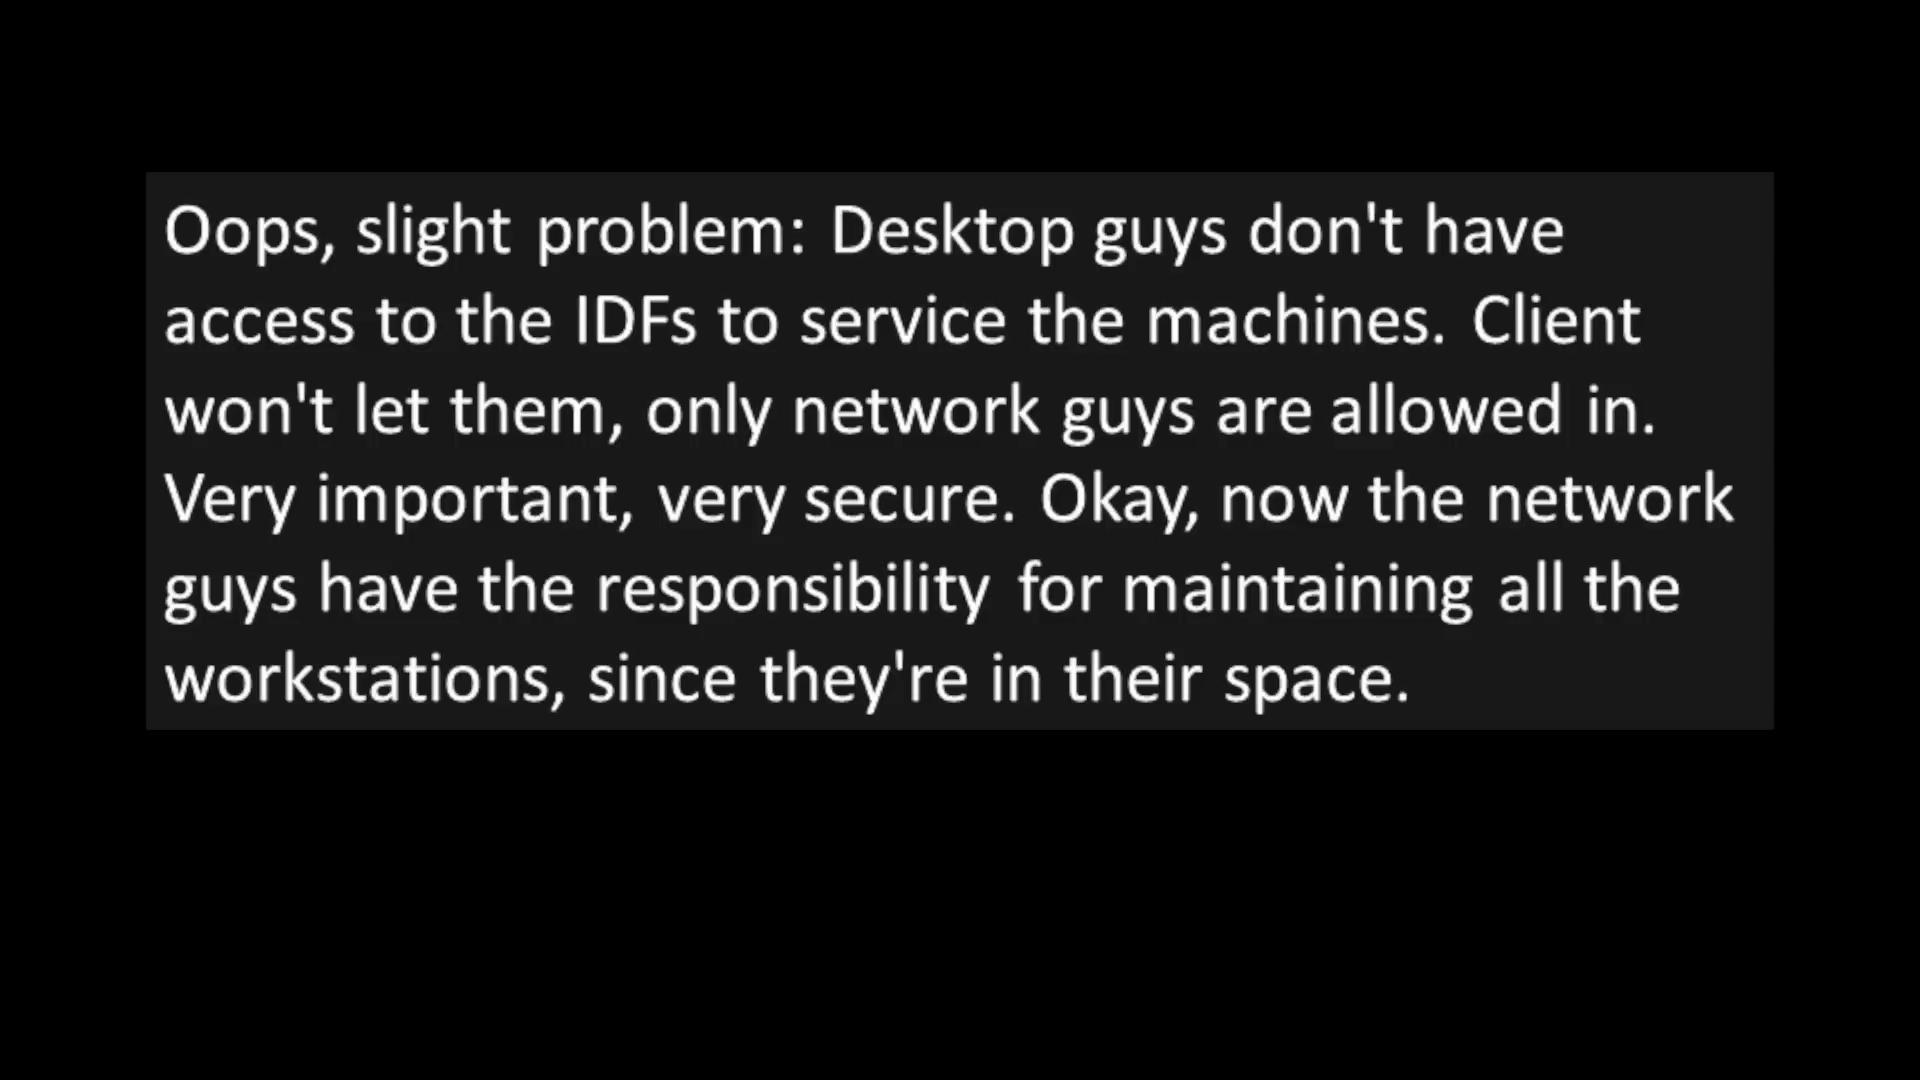 Oops, slight problem: Desktop guys don't have
access to the IDFs to service the machines. Client
won't let them, only network guys are allowed in.
Very important, very secure. Okay, now the network
guys have the responsibility for maintaining all the
workstations, since they're in their space.